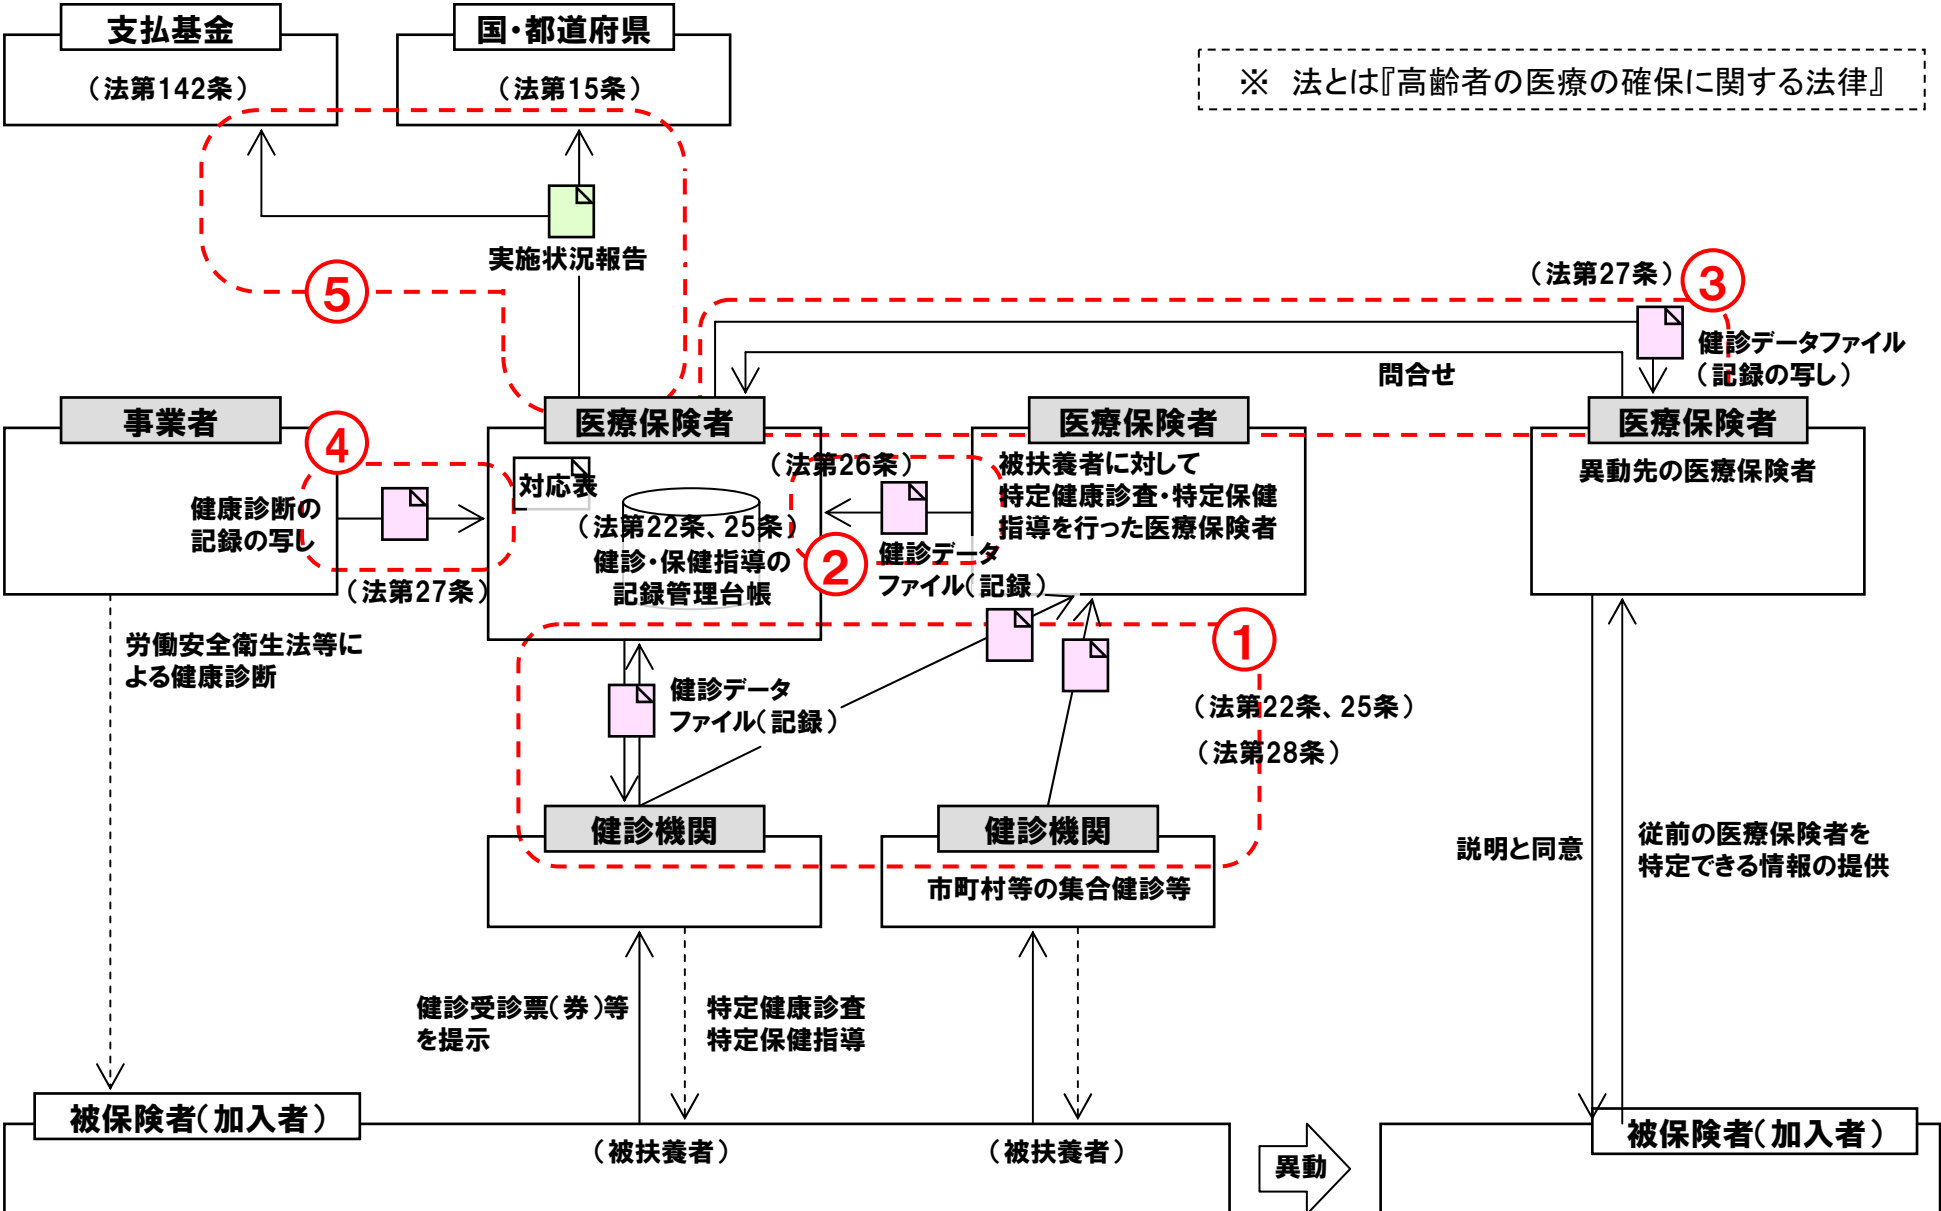 支払基金
(法第142条)
国・都道府県
(法第15条)
※ 法とは『高齢者の医療の確保に関する法律』
実施状況報告
⑤
(法第27条)
③
健診データファイル
(記録の写し)
問合せ
事業者
④
健康診断の
記録の写し
(法第27条)
医療保険者
対応表
(法第22条、25条)
健診・保健指導の
記録管理台帳
(法第26条)
②
健診データ
ファイル(記録)
医療保険者
被扶養者に対して
特定健康診査・特定保健
指導を行った医療保険者
医療保険者
異動先の医療保険者
労働安全衛生法等に
よる健康診断
健診データ
ファイル(記録)
①
(法第22条、25条)
(法第28条)
健診機関
健診機関
市町村等の集合健診等
説明と同意
従前の医療保険者を
特定できる情報の提供
健診受診票(券)等
を提示
特定健康診査
特定保健指導
被保険者(加入者)
(被扶養者)
(被扶養者)
異動
被保険者(加入者)